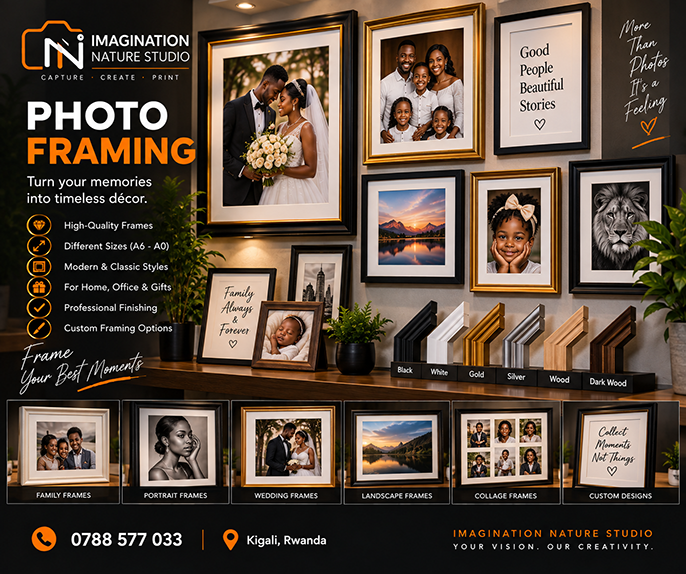 IMAGINATION
NATURE STUDIO
CAPTURE · CREATE · PRINT
PHOTO
FRAMING
Turn your memories
into timeless décor.
High-Quality Frames
Different Sizes (A6 - A0)
Modern & Classic Styles
For Home, Office & Gifts
Professional Finishing
Custom Framing Options
Frame
Your Best Moments
Good
People
Beautiful
Stories
More
Than
Photos
It's a
Feeling
Family
Always
&
Forever
Black
White
Gold
Silver
Wood
Dark Wood
Collect
Moments
Not Things
FAMILY FRAMES
PORTRAIT FRAMES
WEDDING FRAMES
LANDSCAPE FRAMES
COLLAGE FRAMES
CUSTOM DESIGNS
0788 577 033
Kigali, Rwanda
IMAGINATION NATURE STUDIO
YOUR VISION. OUR CREATIVITY.